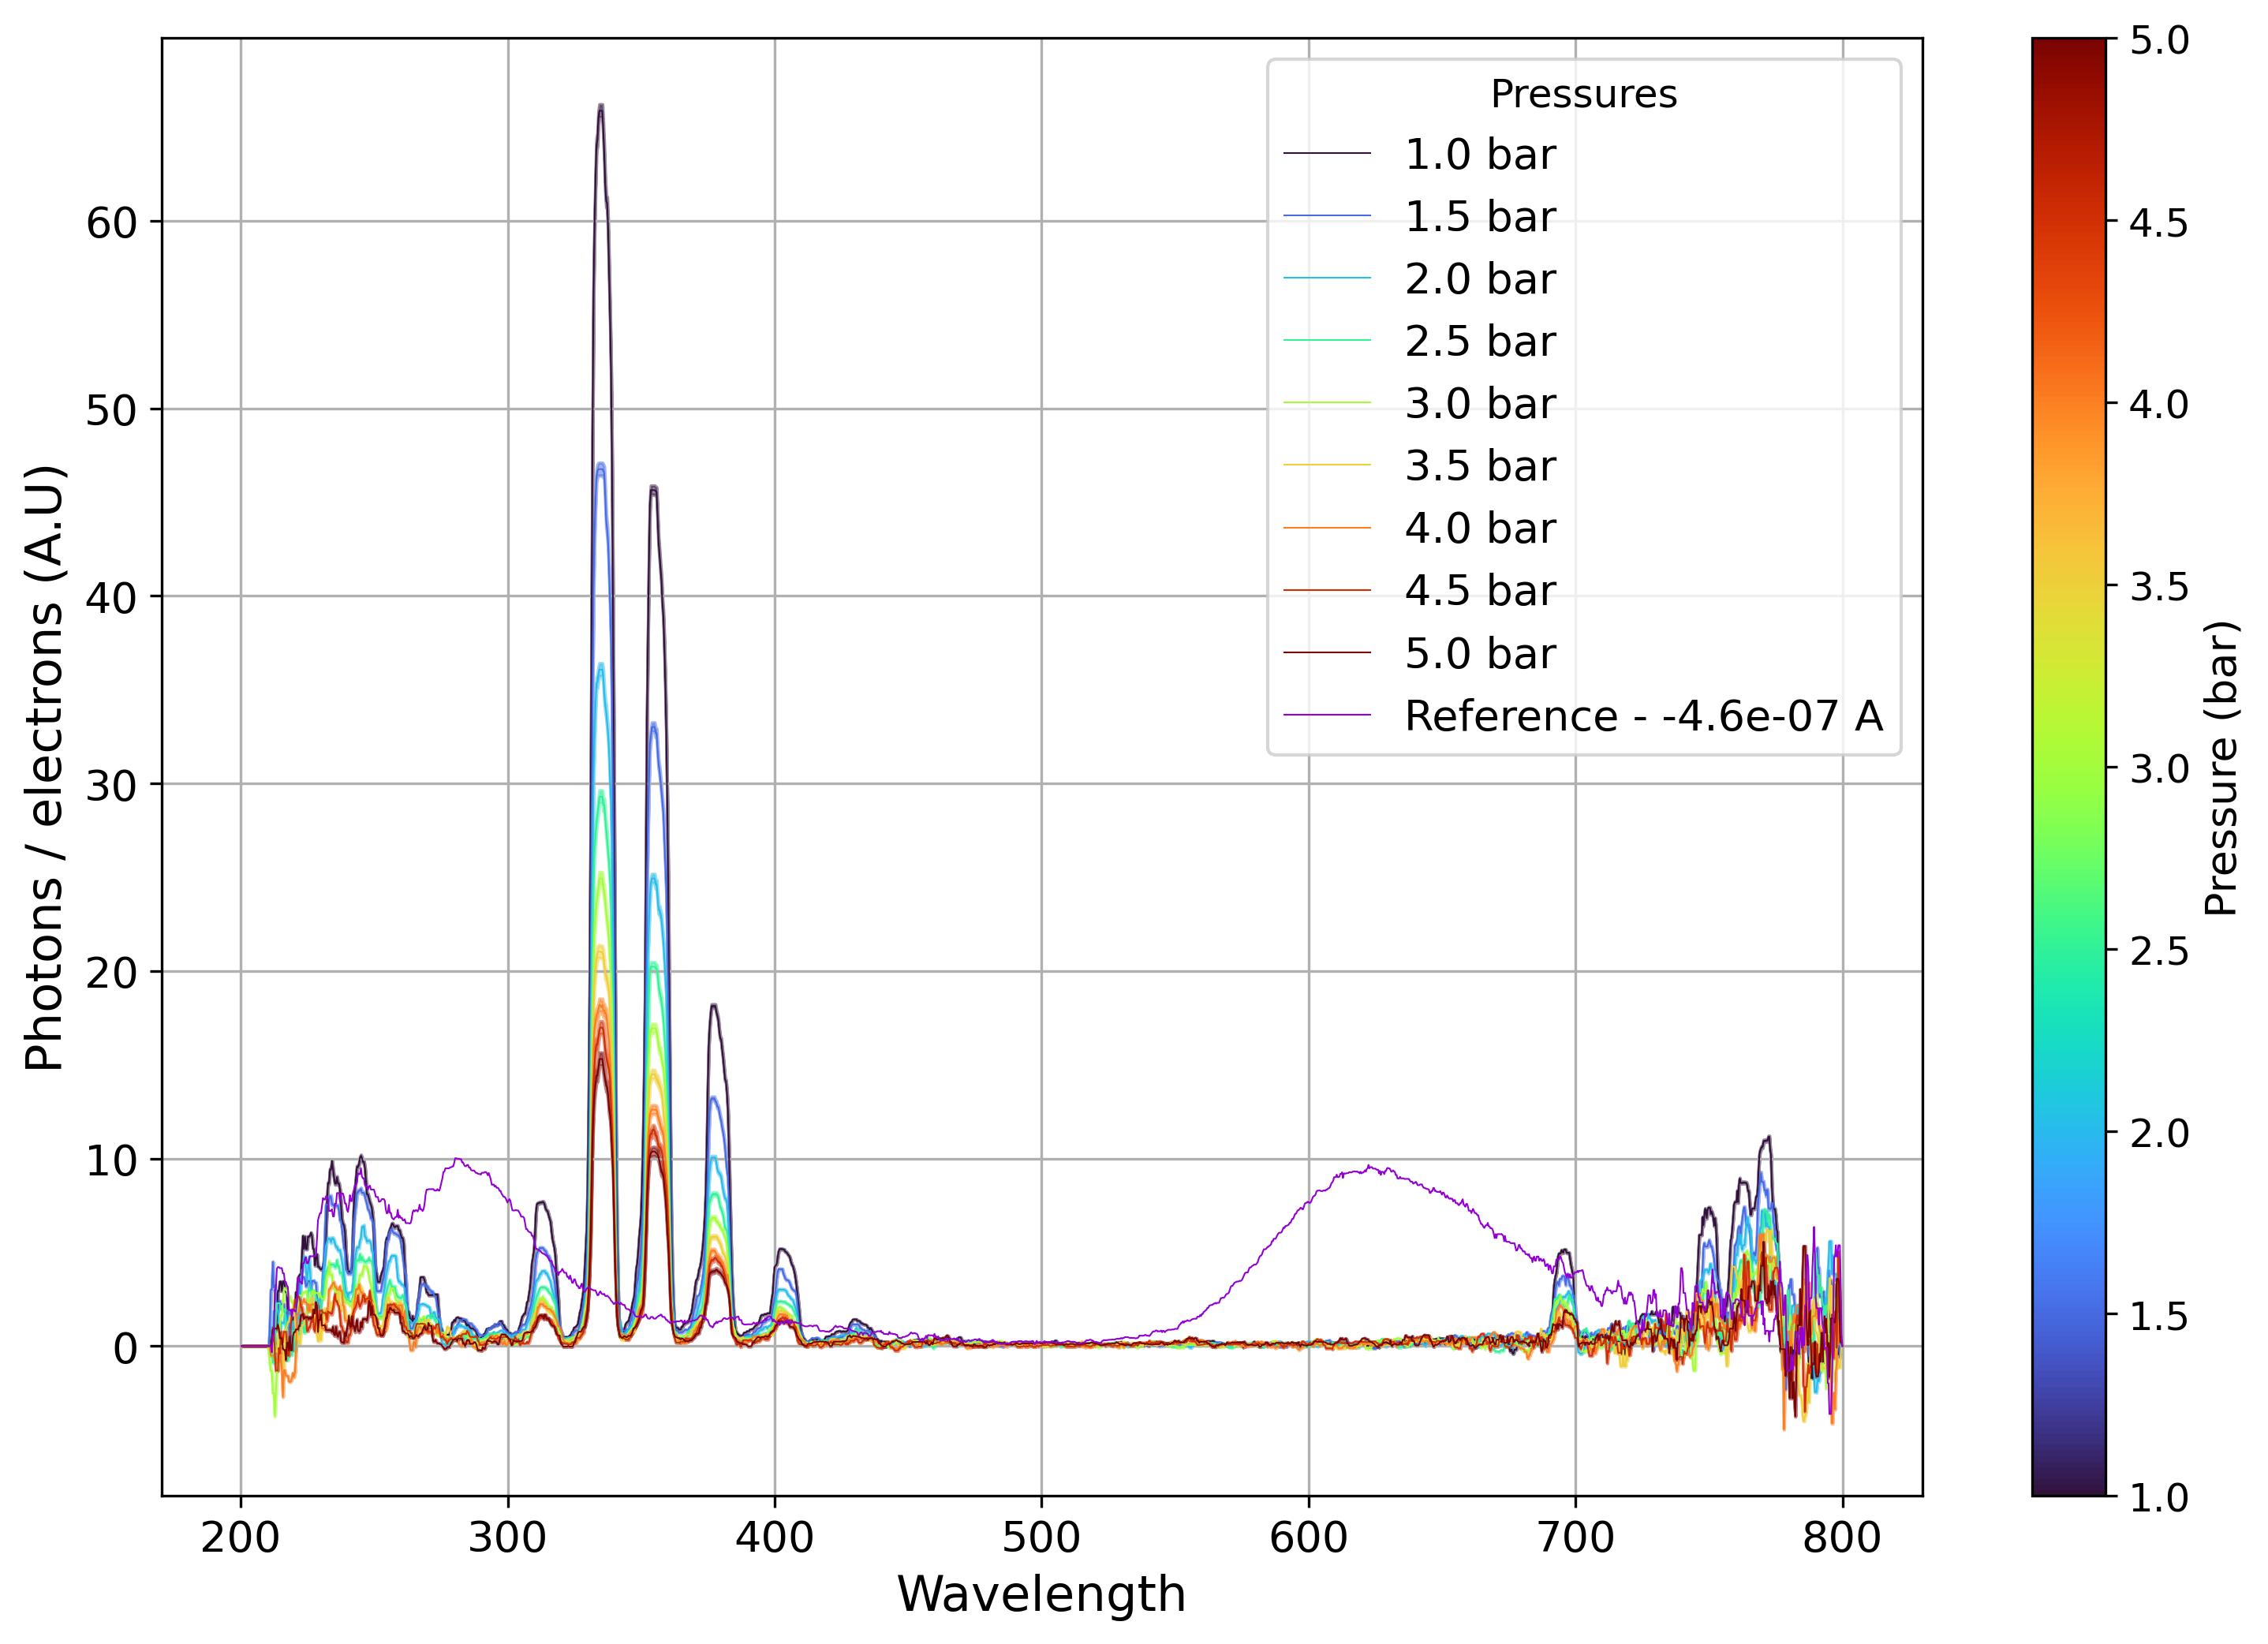 Photons / electrons (A.U)
60
50
40
30
20
10
0
200
300
400
500
600
700
800
Wavelength
Pressures
1.0 bar
1.5 bar
2.0 bar
2.5 bar
3.0 bar
3.5 bar
4.0 bar
4.5 bar
5.0 bar
Reference - -4.6e-07 A
5.0
4.5
4.0
3.5
3.0
2.5
2.0
1.5
1.0
Pressure (bar)